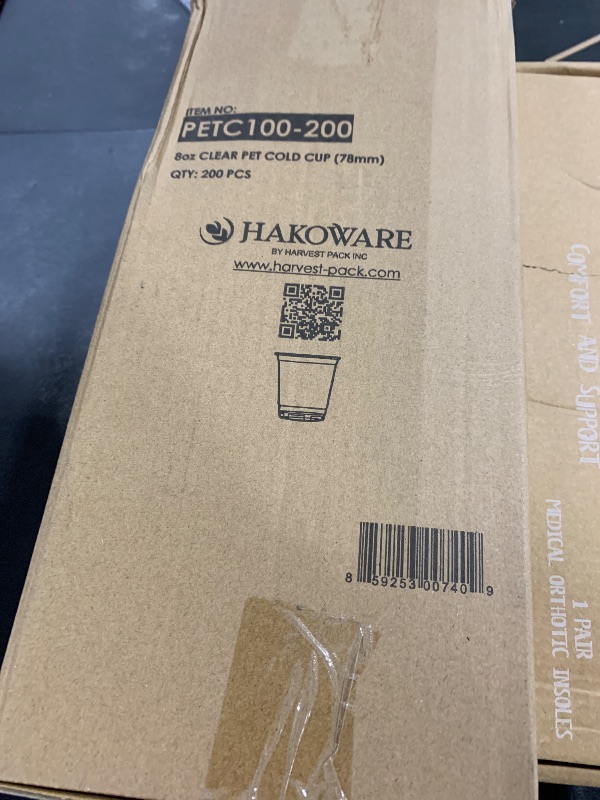 ITEM NO:
PETC100-200
8oz CLEAR PET COLD CUP (78mm)
QTY: 200 PCS
HAKOWARE
BY HARVEST PACK INC
www.harvest-pack.com
8 59253 00740 9
COMFORT AND SUPPORT
1 PAIR
MEDICAL ORTHOTIC INSOLES